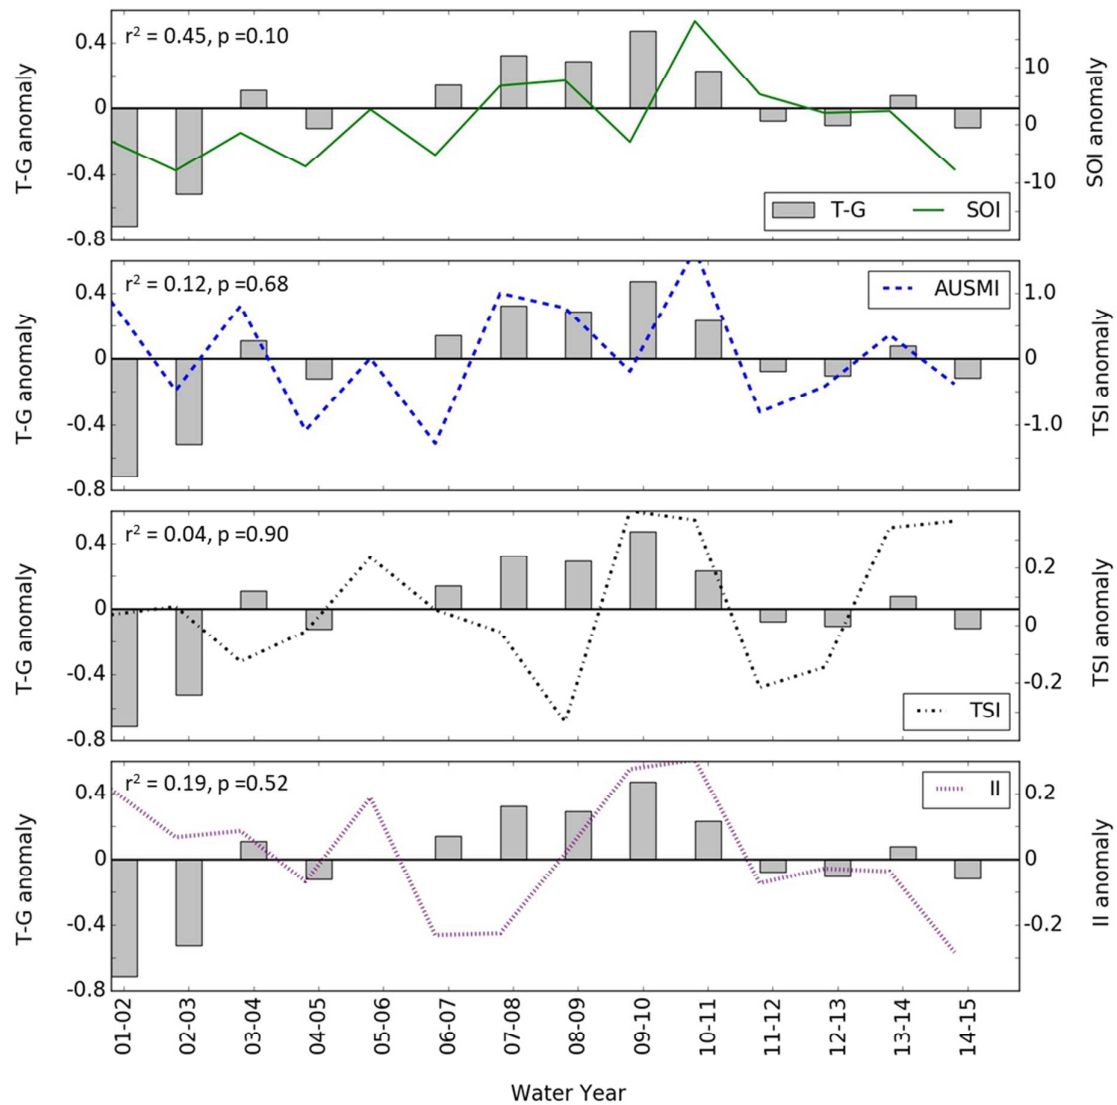 r² = 0.45, p =0.10
0.4
0
-0.4
-0.8
T-G anomaly
10
0
-10
SOI anomaly
T-G SOI
r² = 0.12, p =0.68
0.4
0
-0.4
-0.8
T-G anomaly
1.0
0
-1.0
TSI anomaly
AUSMI
r² = 0.04, p =0.90
0.4
0
-0.4
-0.8
T-G anomaly
0.2
0
-0.2
TSI anomaly
TSI
r² = 0.19, p =0.52
0.4
0
-0.4
-0.8
T-G anomaly
0.2
0
-0.2
II anomaly
II
01-02 02-03 03-04 04-05 05-06 06-07 07-08 08-09 09-10 10-11 11-12 12-13 13-14 14-15
Water Year